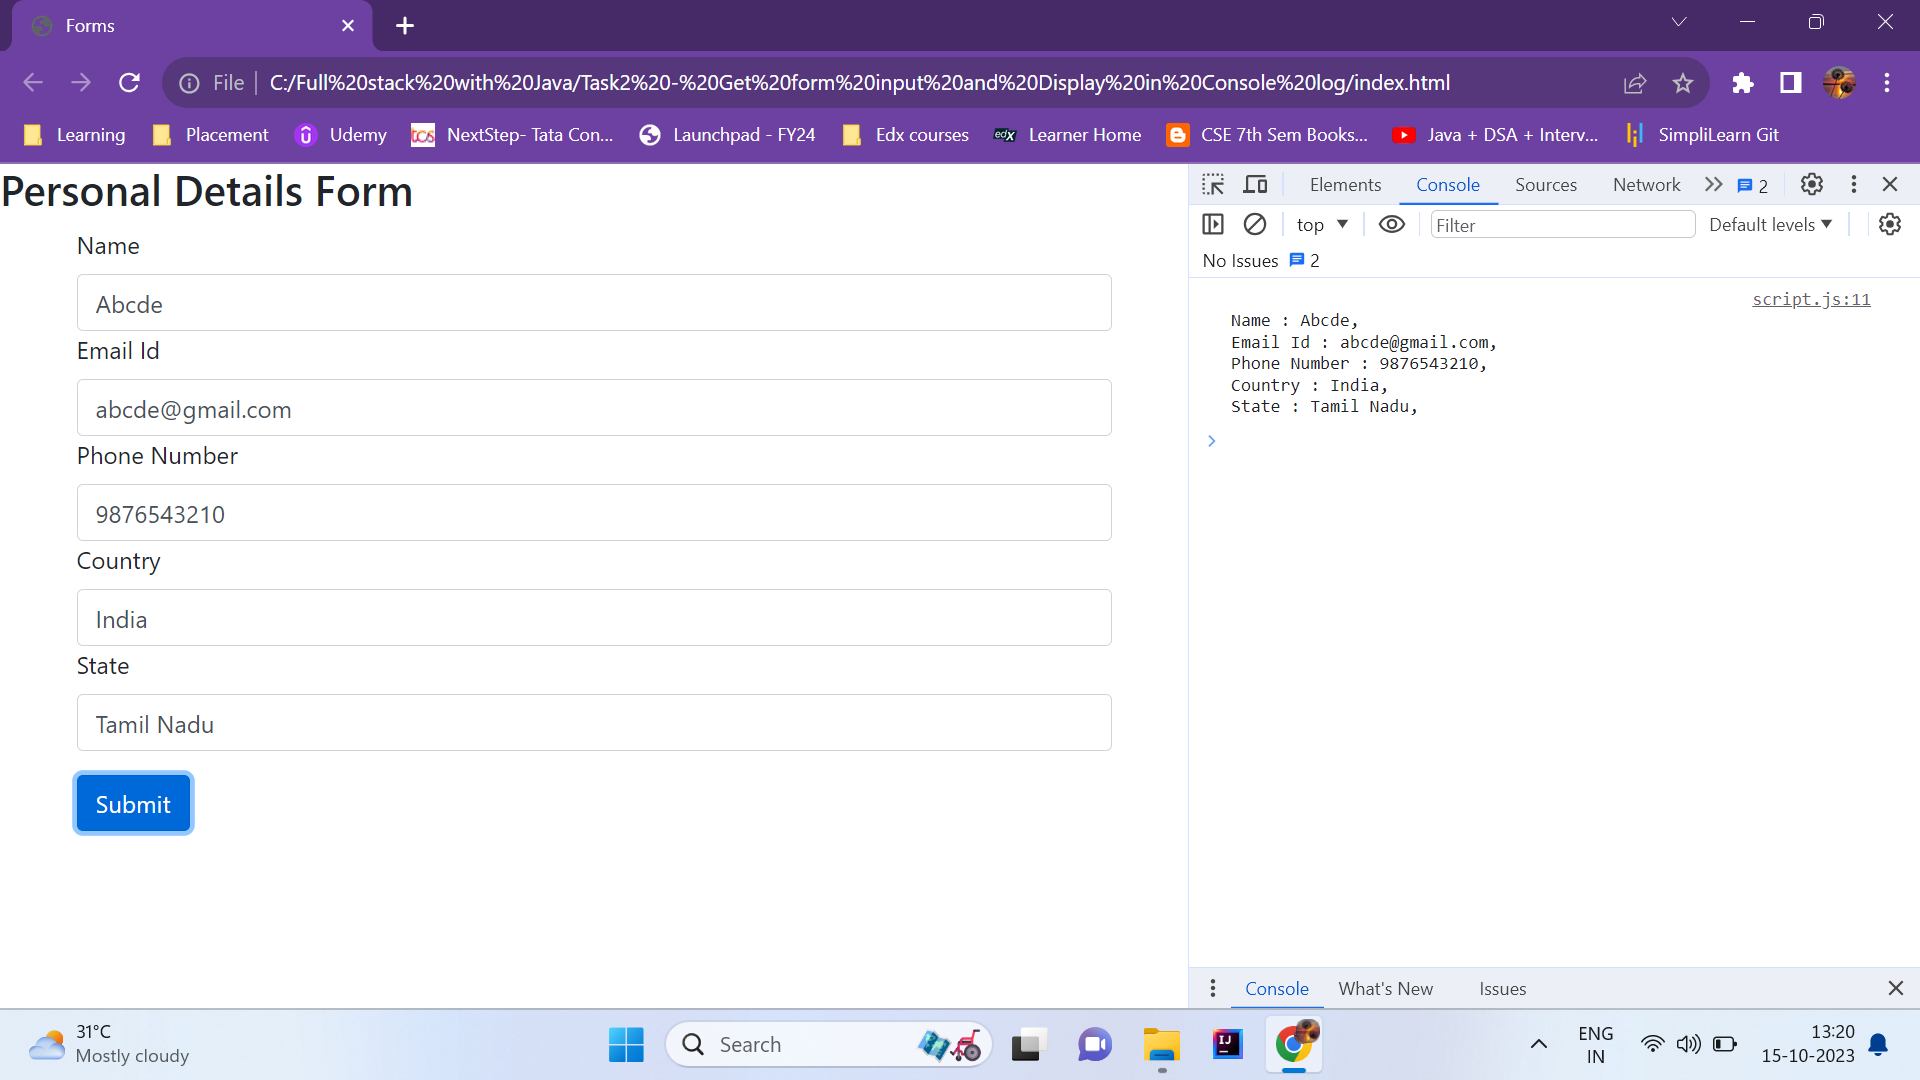 Forms
File
C:/Full%20stack%20with%20Java/Task2%20-%20Get%20form%20input%20and%20Display%20in%20Console%20log/index.html
Learning
Placement
Udemy
tcs
NextStep- Tata Con...
Launchpad - FY24
Edx courses
edX
Learner Home
CSE 7th Sem Books...
Java + DSA + Interv...
SimpliLearn Git
Personal Details Form
Name
Abcde
Email Id
abcde@gmail.com
Phone Number
9876543210
Country
India
State
Tamil Nadu
Submit
Elements
Console
Sources
Network
2
top
Filter
Default levels
No Issues
2
script.js:11
Name : Abcde,
Email Id : abcde@gmail.com,
Phone Number : 9876543210,
Country : India,
State : Tamil Nadu,
Console
What's New
Issues
31°C
Mostly cloudy
Search
IJ
ENG
IN
13:20
15-10-2023